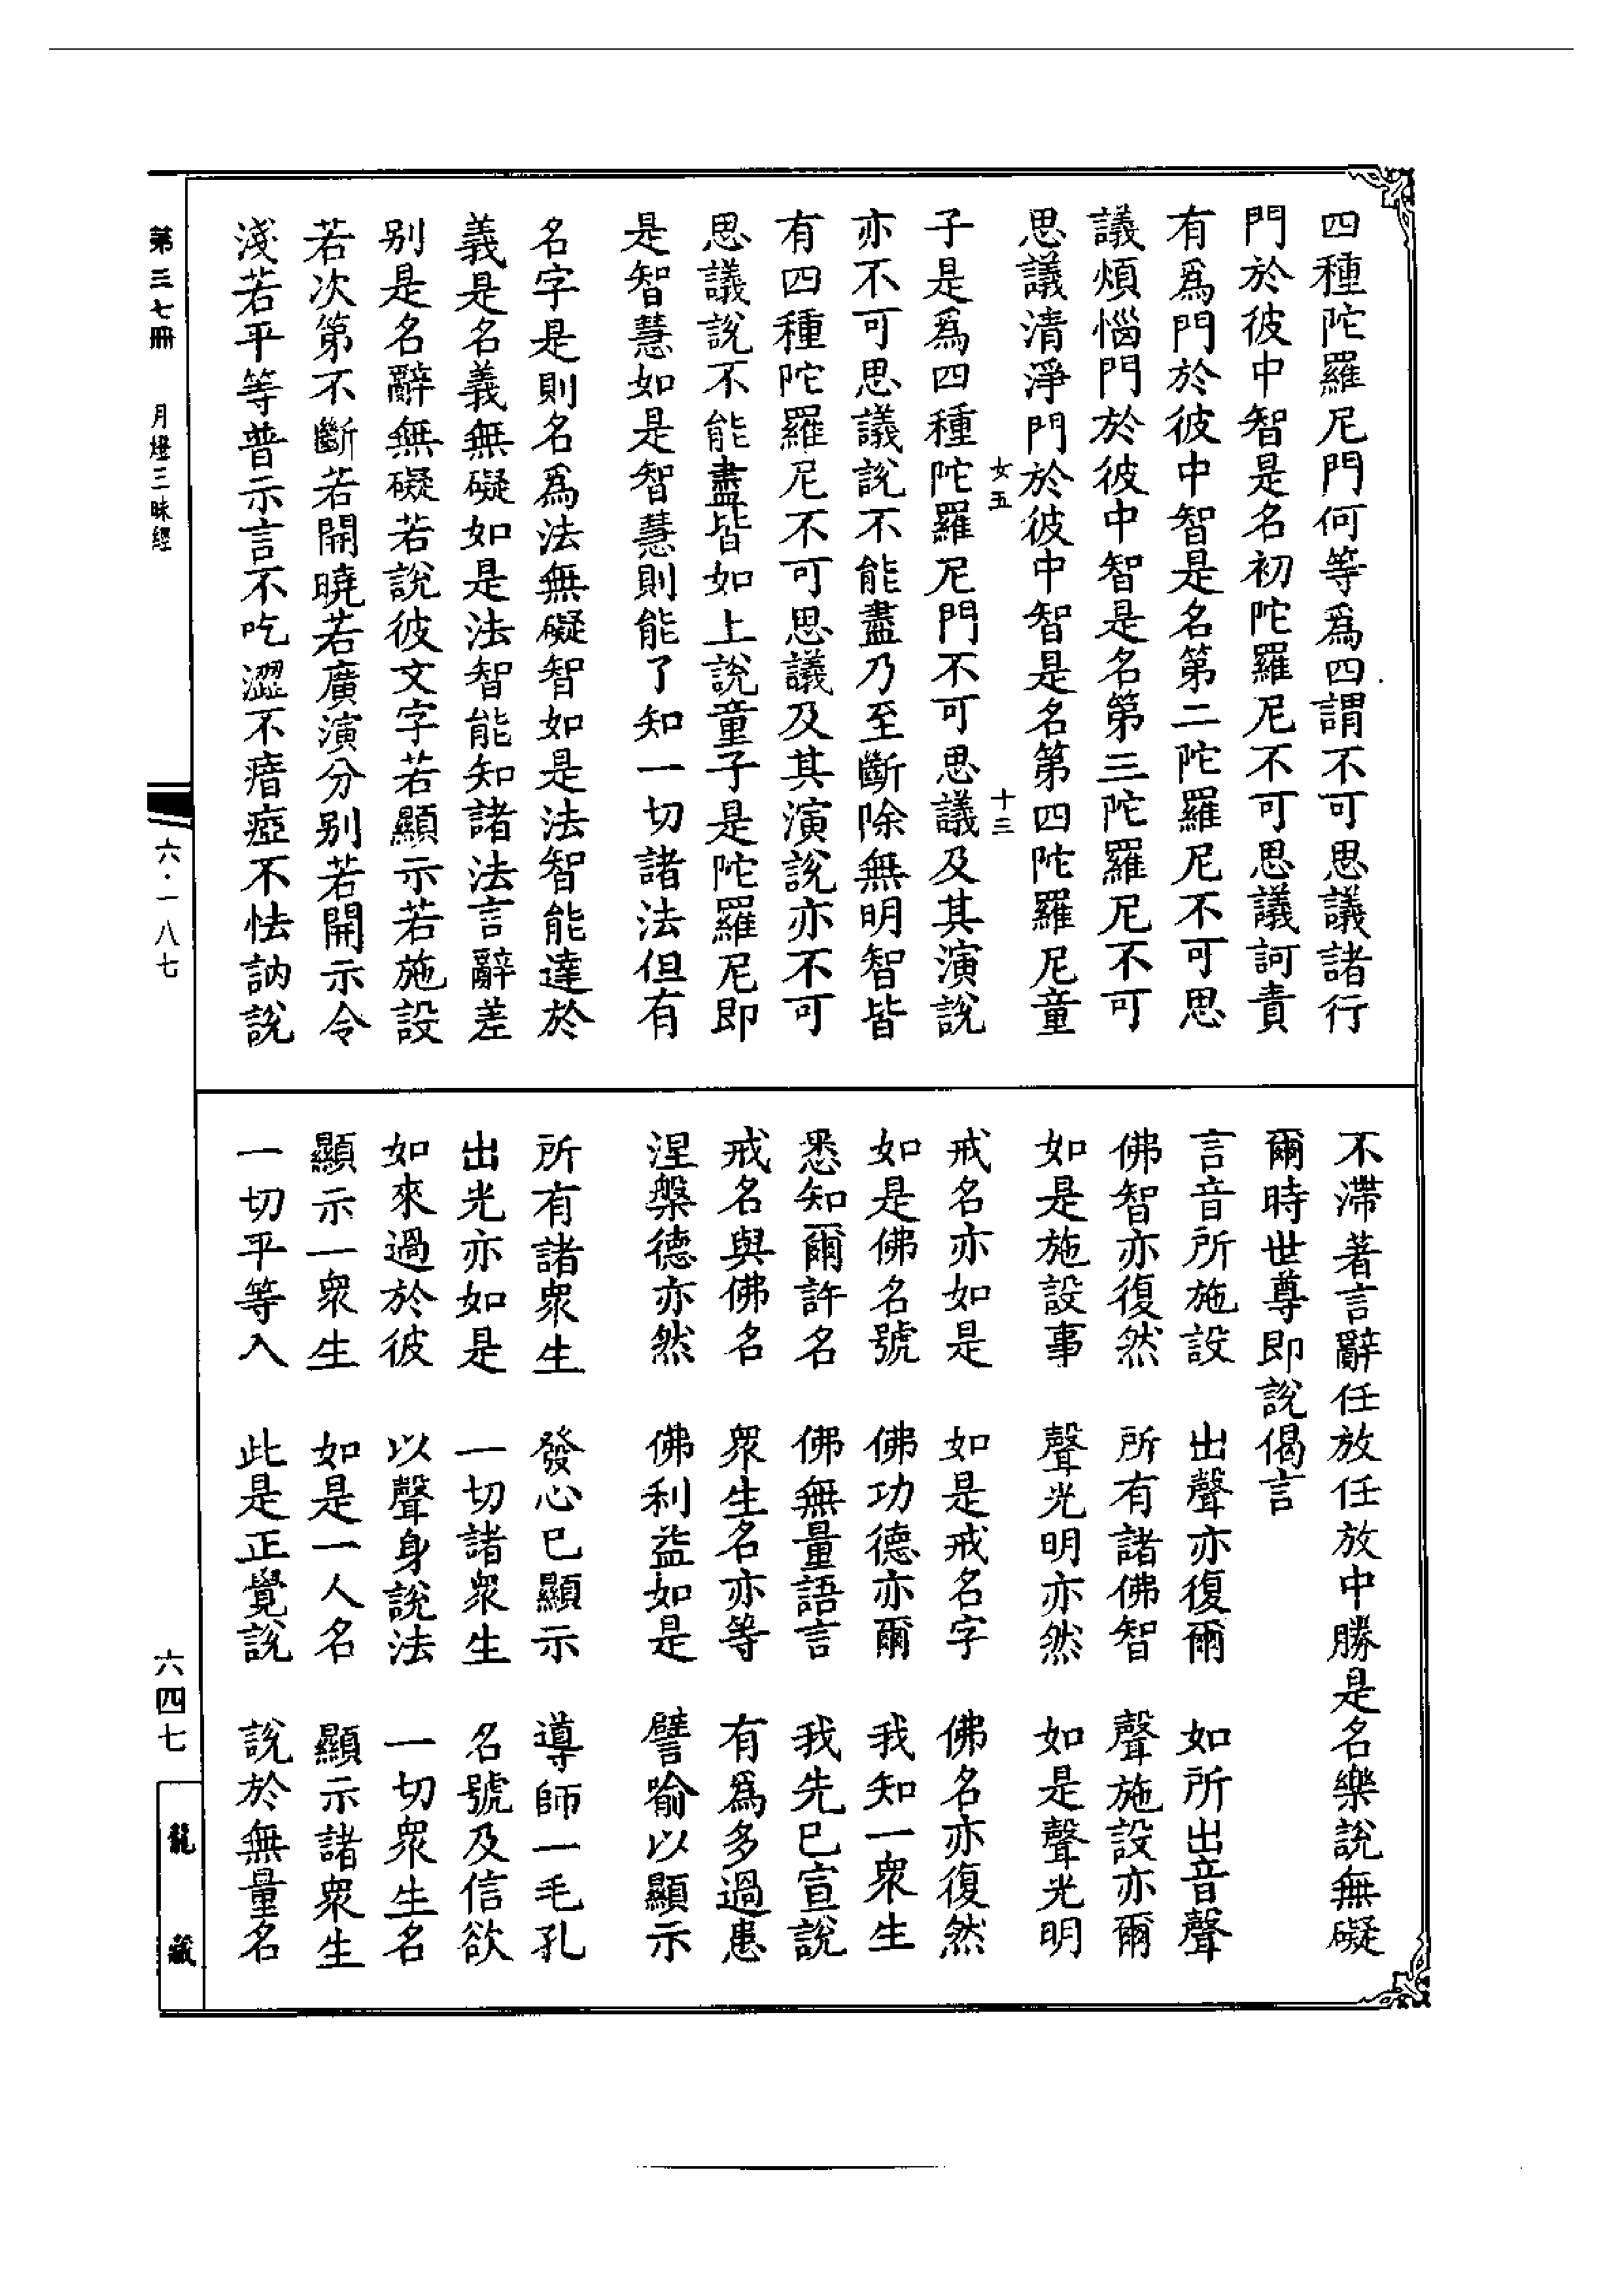 四種陀羅尼門何等爲四謂不可思議諸行
門於彼中智是名初陀羅尼不可思議訶責
有爲門於彼中智是名第二陀羅尼不可思
議煩惱門於彼中智是名第三陀羅尼不可
思議清淨門於彼中智是名第四陀羅尼童
女五
十三
子是爲四種陀羅尼門不可思議及其演說
亦不可思議說不能盡乃至斷除無明智皆
有四種陀羅尼不可思議及其演說亦不可
思議說不能盡皆如上說童子是陀羅尼即
是智慧如是智慧則能了知一切諸法但有
名字是則名爲法無礙智如是法智能達於
義是名義無礙如是法智能知諸法言辭差
别是名辭無礙若說彼文字若顯示若施設
若次第不斷若開曉若廣演分别若開示令
淺若平等普示言不吃澀不瘖瘂不怯訥說
不滯著言辭任放任放中勝是名樂說無礙
爾時世尊即說偈言
言音所施設 出聲亦復爾 如所出音聲
佛智亦復然 所有諸佛智 聲施設亦爾
如是施設事 聲光明亦然 如是聲光明
戒名亦如是 如是戒名字 佛名亦復然
如是佛名號 佛功德亦爾 我知一衆生
悉知爾許名 佛無量語言 我先已宣說
戒名與佛名 衆生名亦等 有爲多過患
涅槃德亦然 佛利益如是 譬喻以顯示
所有諸衆生 發心已顯示 導師一毛孔
出光亦如是 一切諸衆生 名號及信欲
如來過於彼 以聲身說法 一切衆生名
顯示一衆生 如是一人名 顯示諸衆生
一切平等入 此是正覺說 說於無量名
第三七冊 月燈三昧經
六·一八七
六四七
龍藏